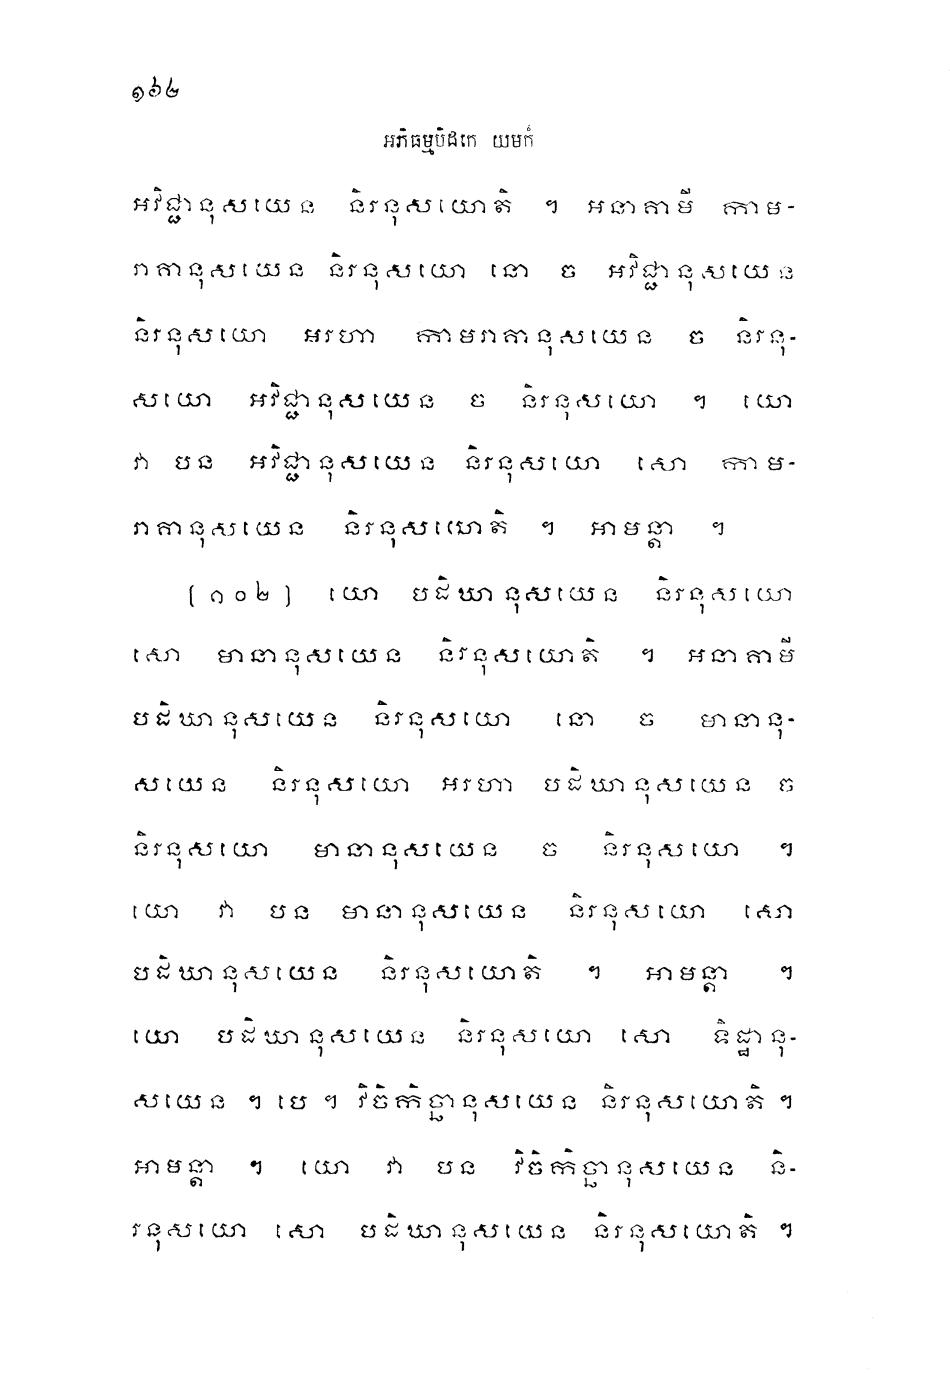 ១៦២
អភិធម្មបិដកេ យមកំ
អវិជ្ជានុសយេន និរនុសយោតិ ។ អនាគាមី កាម-
រាគានុសយេន និរនុសយោ នោ ច អវិជ្ជានុសយេន
និរនុសយោ អរហា កាមរាគានុសយេន ច និរនុ-
សយោ អវិជ្ជានុសយេន ច និរនុសយោ ។ យោ
វា បន អវិជ្ជានុសយេន និរនុសយោ សោ កាម-
រាគានុសយេន និរនុសយោតិ ។ អាមន្តា ។
[១០២] យោ បដិឃានុសយេន និរនុសយោ
សោ មានានុសយេន និរនុសយោតិ ។ អនាគាមី
បដិឃានុសយេន និរនុសយោ នោ ច មានានុ-
សយេន និរនុសយោ អរហា បដិឃានុសយេន ច
និរនុសយោ មានានុសយេន ច និរនុសយោ ។
យោ វា បន មានានុសយេន និរនុសយោ សោ
បដិឃានុសយេន និរនុសយោតិ ។ អាមន្តា ។
យោ បដិឃានុសយេន និរនុសយោ សោ ទិដ្ឋានុ-
សយេន ។ បេ ។ វិចិកិច្ឆានុសយេន និរនុសយោតិ ។
អាមន្តា ។ យោ វា បន វិចិកិច្ឆានុសយេន និ-
រនុសយោ សោ បដិឃានុសយេន និរនុសយោតិ ។